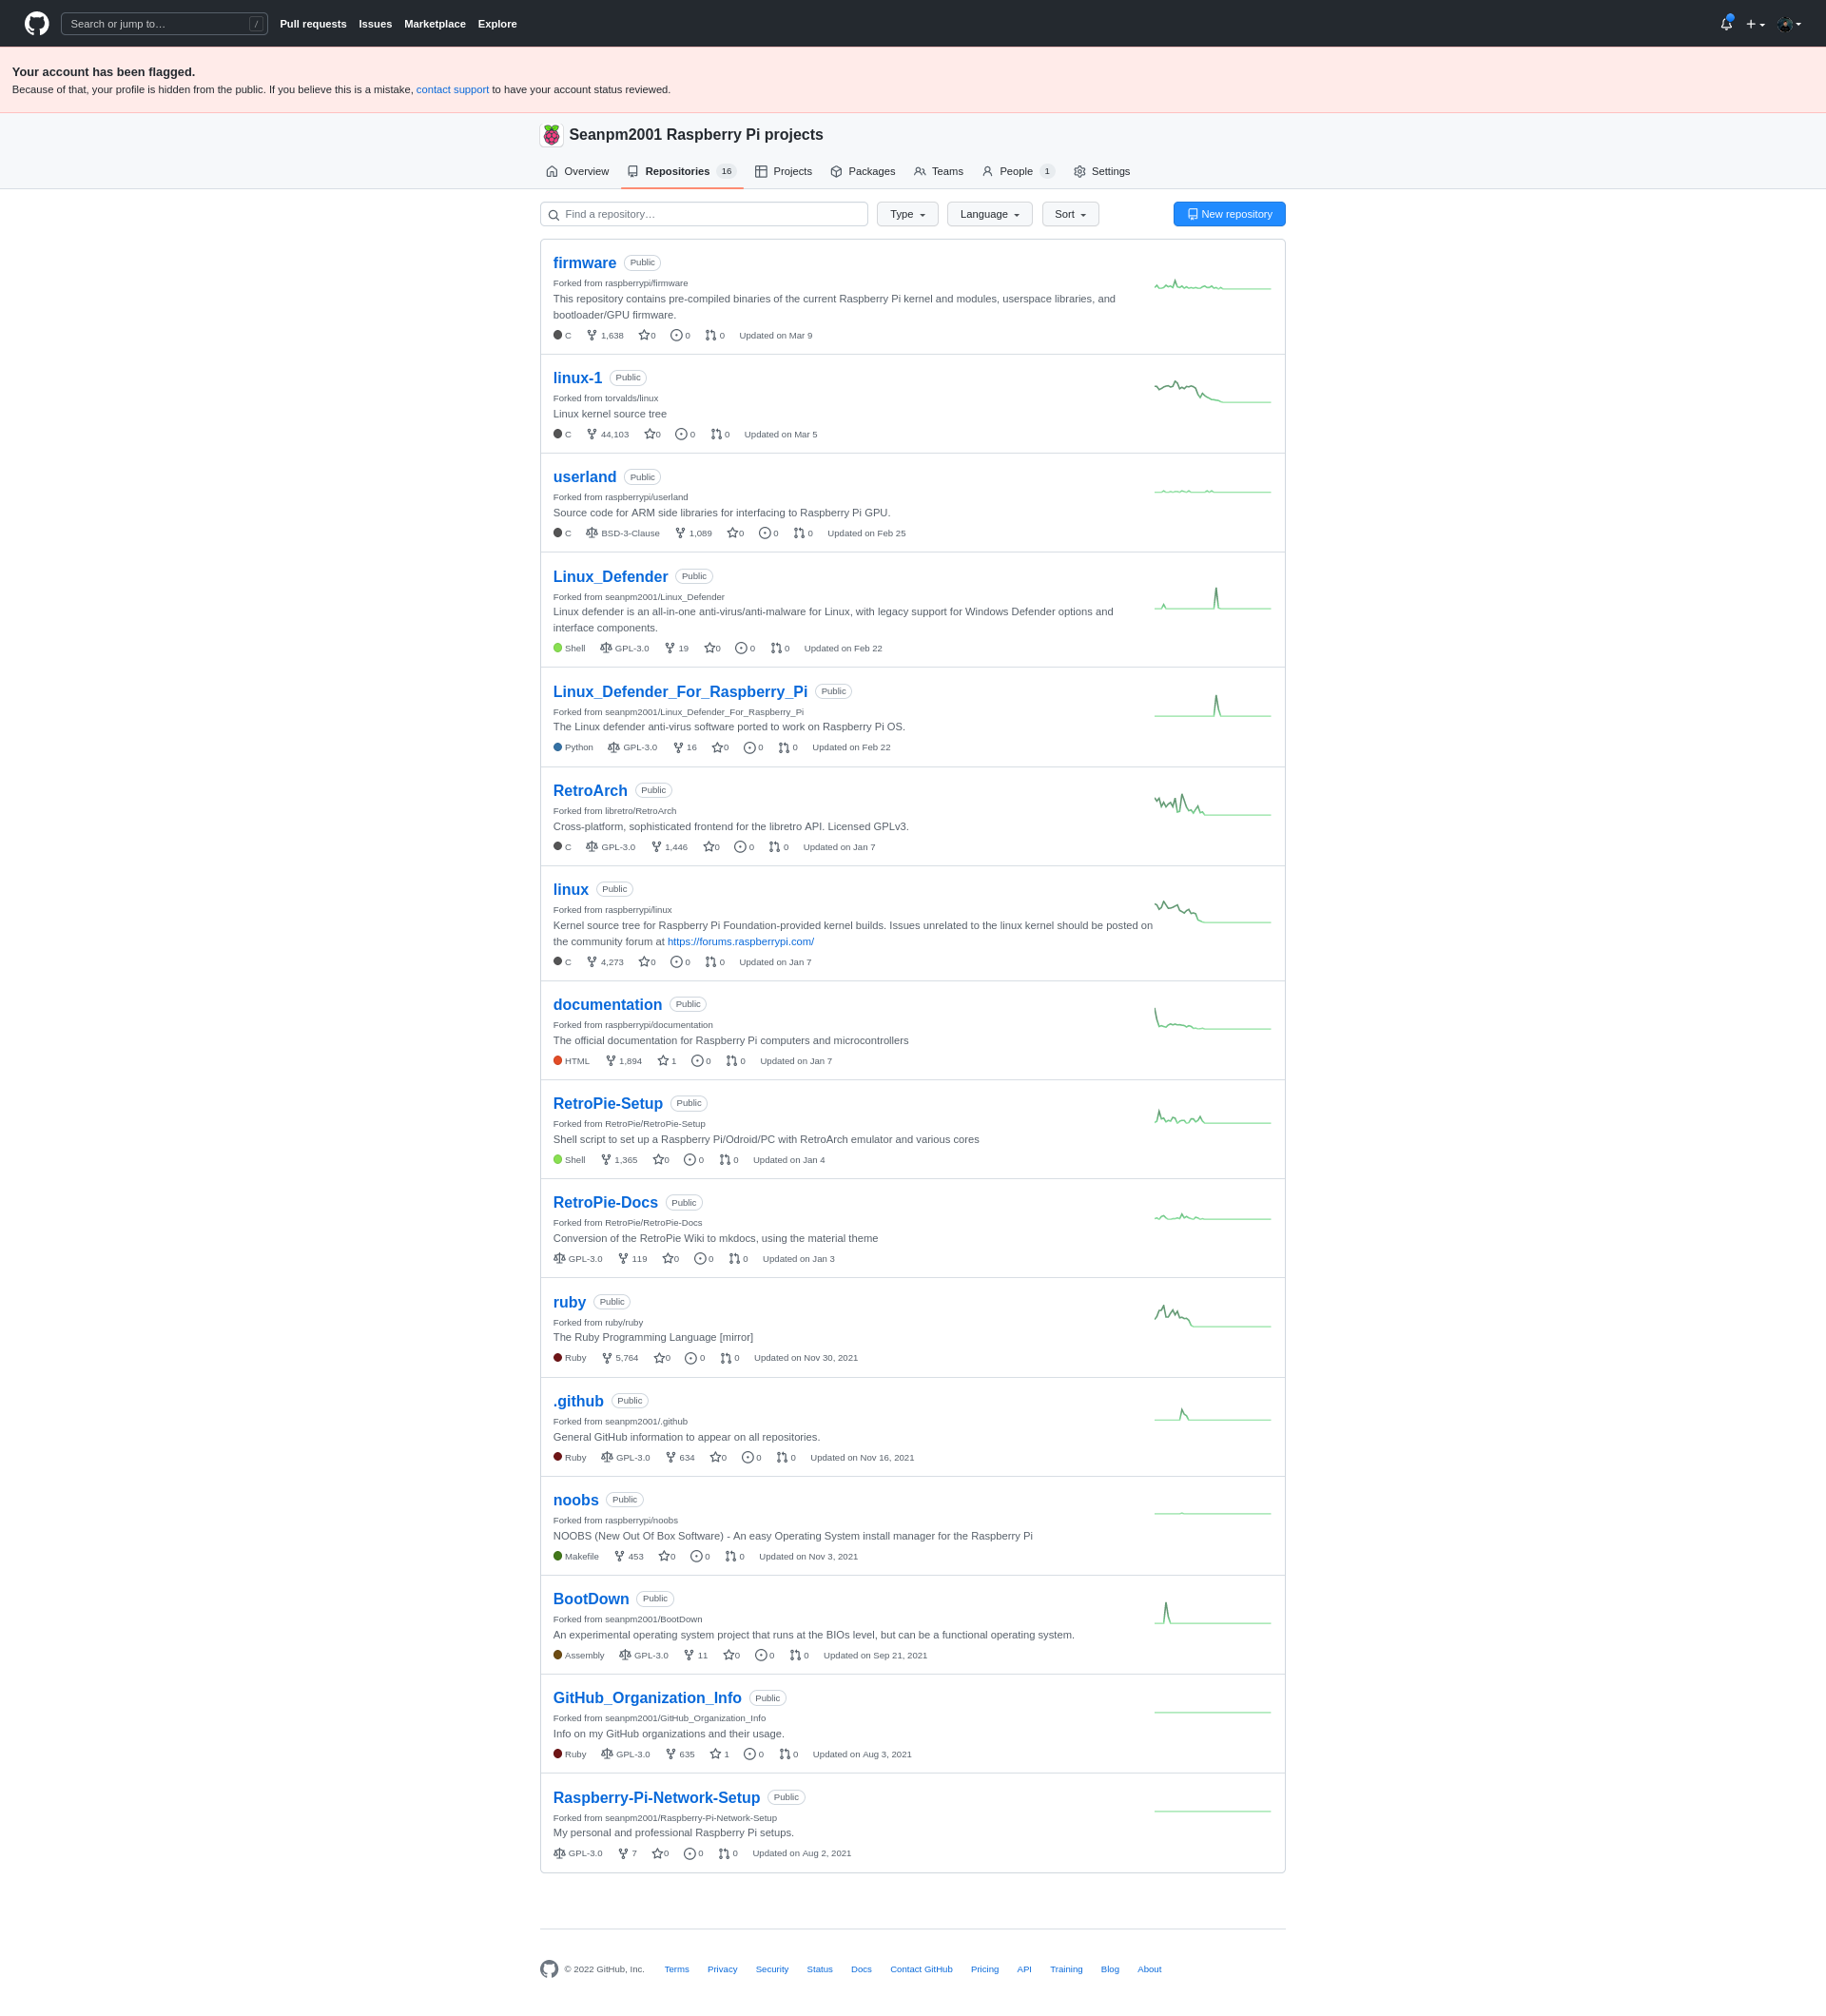 Search or jump to… / Pull requests Issues Marketplace Explore
Your account has been flagged.
Because of that, your profile is hidden from the public. If you believe this is a mistake, contact support to have your account status reviewed.
Seanpm2001 Raspberry Pi projects
Overview Repositories 16 Projects Packages Teams People 1 Settings
Find a repository… Type Language Sort New repository
firmware Public
Forked from raspberrypi/firmware
This repository contains pre-compiled binaries of the current Raspberry Pi kernel and modules, userspace libraries, and
bootloader/GPU firmware.
C 1,638 0 0 0 Updated on Mar 9
linux-1 Public
Forked from torvalds/linux
Linux kernel source tree
C 44,103 0 0 0 Updated on Mar 5
userland Public
Forked from raspberrypi/userland
Source code for ARM side libraries for interfacing to Raspberry Pi GPU.
C BSD-3-Clause 1,089 0 0 0 Updated on Feb 25
Linux_Defender Public
Forked from seanpm2001/Linux_Defender
Linux defender is an all-in-one anti-virus/anti-malware for Linux, with legacy support for Windows Defender options and
interface components.
Shell GPL-3.0 19 0 0 0 Updated on Feb 22
Linux_Defender_For_Raspberry_Pi Public
Forked from seanpm2001/Linux_Defender_For_Raspberry_Pi
The Linux defender anti-virus software ported to work on Raspberry Pi OS.
Python GPL-3.0 16 0 0 0 Updated on Feb 22
RetroArch Public
Forked from libretro/RetroArch
Cross-platform, sophisticated frontend for the libretro API. Licensed GPLv3.
C GPL-3.0 1,446 0 0 0 Updated on Jan 7
linux Public
Forked from raspberrypi/linux
Kernel source tree for Raspberry Pi Foundation-provided kernel builds. Issues unrelated to the linux kernel should be posted on
the community forum at https://forums.raspberrypi.com/
C 4,273 0 0 0 Updated on Jan 7
documentation Public
Forked from raspberrypi/documentation
The official documentation for Raspberry Pi computers and microcontrollers
HTML 1,894 1 0 0 Updated on Jan 7
RetroPie-Setup Public
Forked from RetroPie/RetroPie-Setup
Shell script to set up a Raspberry Pi/Odroid/PC with RetroArch emulator and various cores
Shell 1,365 0 0 0 Updated on Jan 4
RetroPie-Docs Public
Forked from RetroPie/RetroPie-Docs
Conversion of the RetroPie Wiki to mkdocs, using the material theme
GPL-3.0 119 0 0 0 Updated on Jan 3
ruby Public
Forked from ruby/ruby
The Ruby Programming Language [mirror]
Ruby 5,764 0 0 0 Updated on Nov 30, 2021
.github Public
Forked from seanpm2001/.github
General GitHub information to appear on all repositories.
Ruby GPL-3.0 634 0 0 0 Updated on Nov 16, 2021
noobs Public
Forked from raspberrypi/noobs
NOOBS (New Out Of Box Software) - An easy Operating System install manager for the Raspberry Pi
Makefile 453 0 0 0 Updated on Nov 3, 2021
BootDown Public
Forked from seanpm2001/BootDown
An experimental operating system project that runs at the BIOs level, but can be a functional operating system.
Assembly GPL-3.0 11 0 0 0 Updated on Sep 21, 2021
GitHub_Organization_Info Public
Forked from seanpm2001/GitHub_Organization_Info
Info on my GitHub organizations and their usage.
Ruby GPL-3.0 635 1 0 0 Updated on Aug 3, 2021
Raspberry-Pi-Network-Setup Public
Forked from seanpm2001/Raspberry-Pi-Network-Setup
My personal and professional Raspberry Pi setups.
GPL-3.0 7 0 0 0 Updated on Aug 2, 2021
© 2022 GitHub, Inc. Terms Privacy Security Status Docs Contact GitHub Pricing API Training Blog About